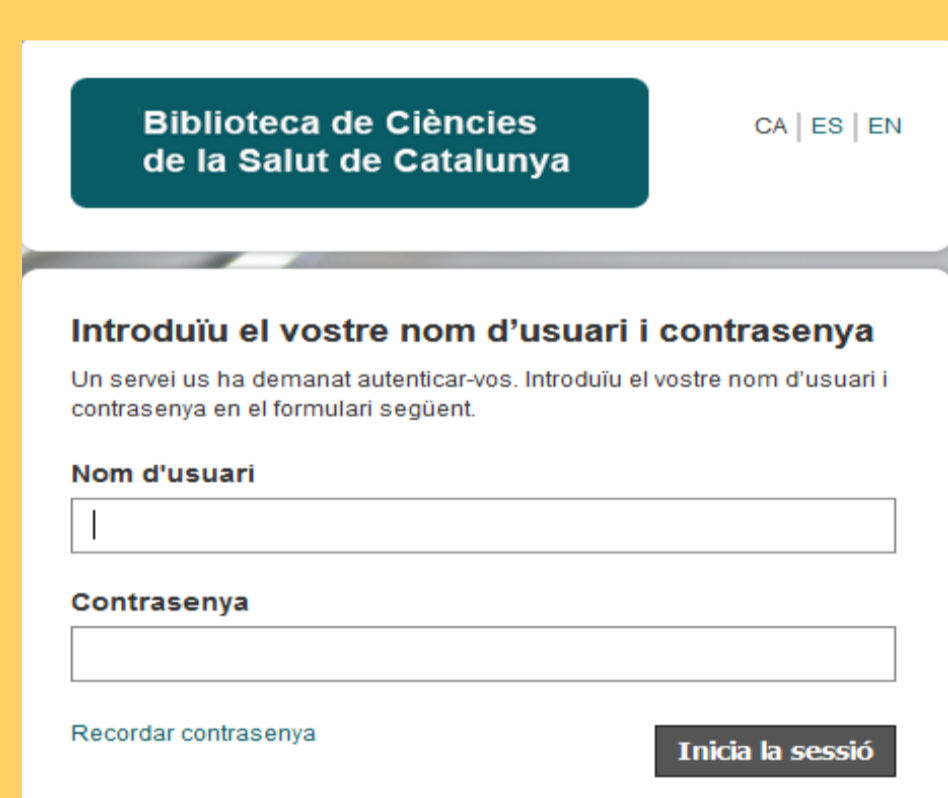 Biblioteca de Ciències
de la Salut de Catalunya
CA | ES | EN
Introduïu el vostre nom d’usuari i contrasenya
Un servei us ha demanat autenticar-vos. Introduïu el vostre nom d'usuari i
contrasenya en el formulari següent.
Nom d'usuari
Contrasenya
Recordar contrasenya
Inicia la sessió